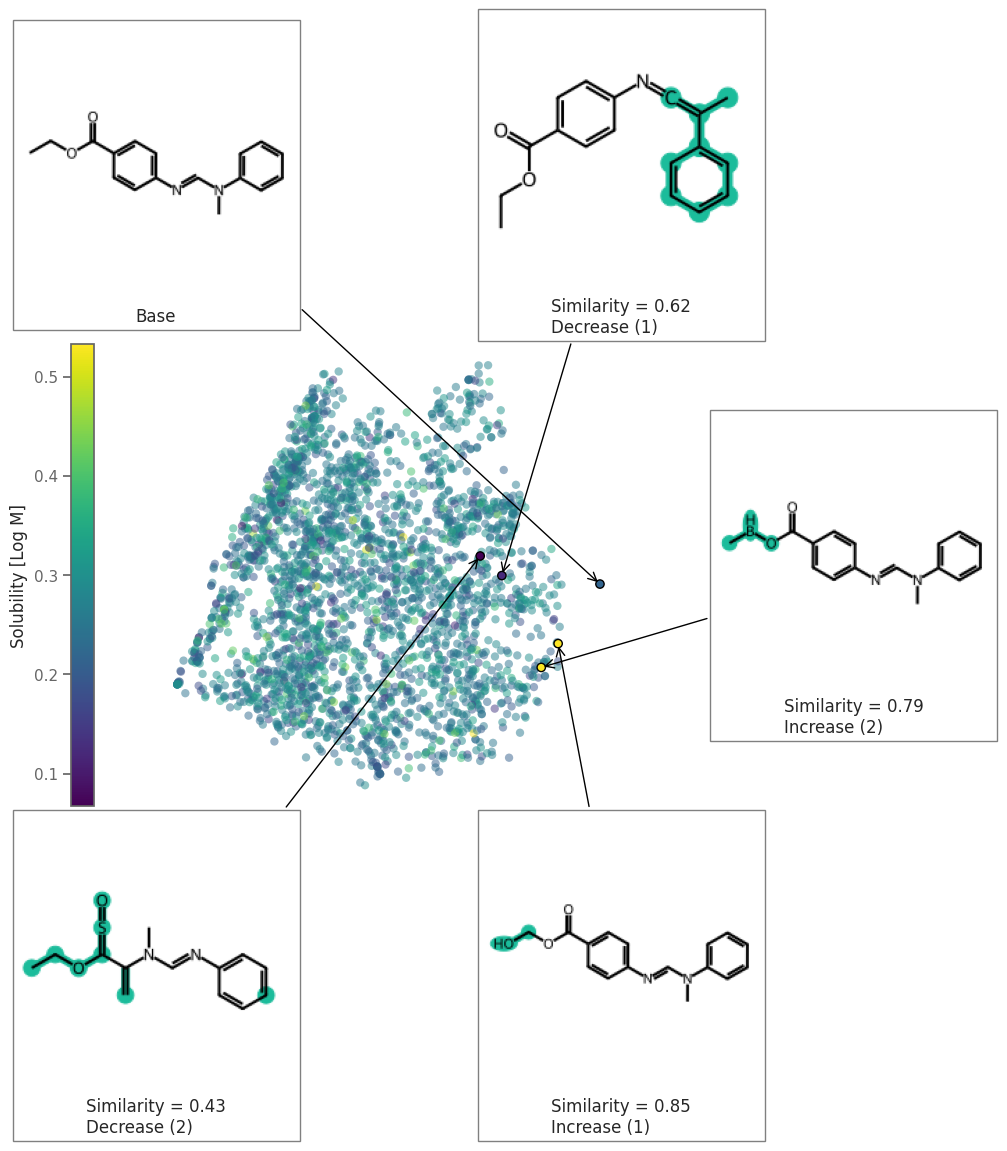 O
O
N
N
Base
N
C
O
O
Similarity = 0.62
Decrease (1)
Solubility [Log M]
0.5
0.4
0.3
0.2
0.1
H
B
O
O
N
N
Similarity = 0.79
Increase (2)
O
S
O
N
N
Similarity = 0.43
Decrease (2)
HO
O
O
N
N
Similarity = 0.85
Increase (1)